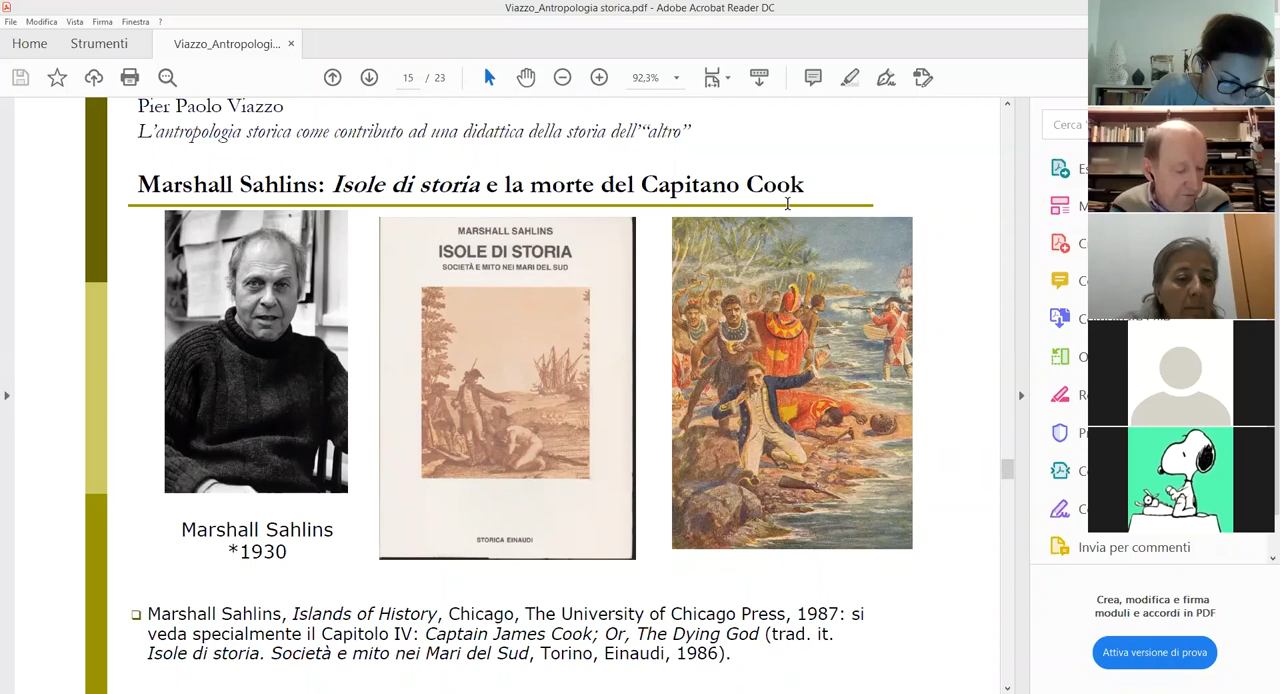 Viazzo_Antropologia storica.pdf - Adobe Acrobat Reader DC
File Modifica Vista Firma Finestra ?
Home Strumenti Viazzo_Antropologi... ×
15 / 23 92,3%
Pier Paolo Viazzo
L'antropologia storica come contributo ad una didattica della storia dell'"altro"
Marshall Sahlins: Isole di storia e la morte del Capitano Cook
MARSHALL SAHLINS
ISOLE DI STORIA
SOCIETÀ E MITO NEI MARI DEL SUD
STORICA EINAUDI
Marshall Sahlins
*1930
Marshall Sahlins, Islands of History, Chicago, The University of Chicago Press, 1987: si
veda specialmente il Capitolo IV: Captain James Cook; Or, The Dying God (trad. it.
Isole di storia. Società e mito nei Mari del Sud, Torino, Einaudi, 1986).
Cerca
Invia per commenti
Crea, modifica e firma
moduli e accordi in PDF
Attiva versione di prova